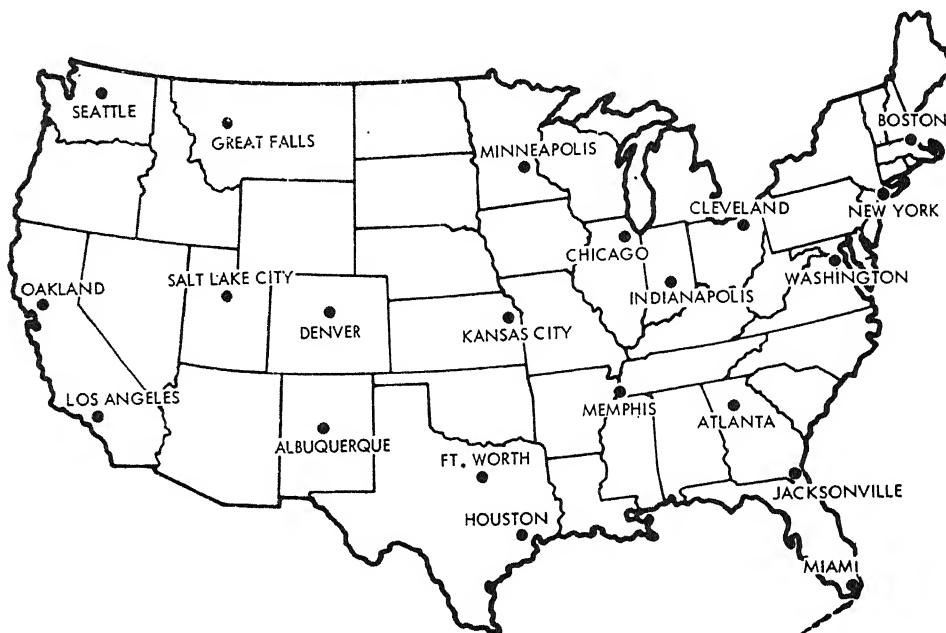 SEATTLE
GREAT FALLS
BOSTON
MINNEAPOLIS
CLEVELAND
NEW YORK
CHICAGO
WASHINGTON
SALT LAKE CITY
OAKLAND
INDIANAPOLIS
DENVER
KANSAS CITY
LOS ANGELES
MEMPHIS
ATLANTA
ALBUQUERQUE
FT. WORTH
JACKSONVILLE
HOUSTON
MIAMI